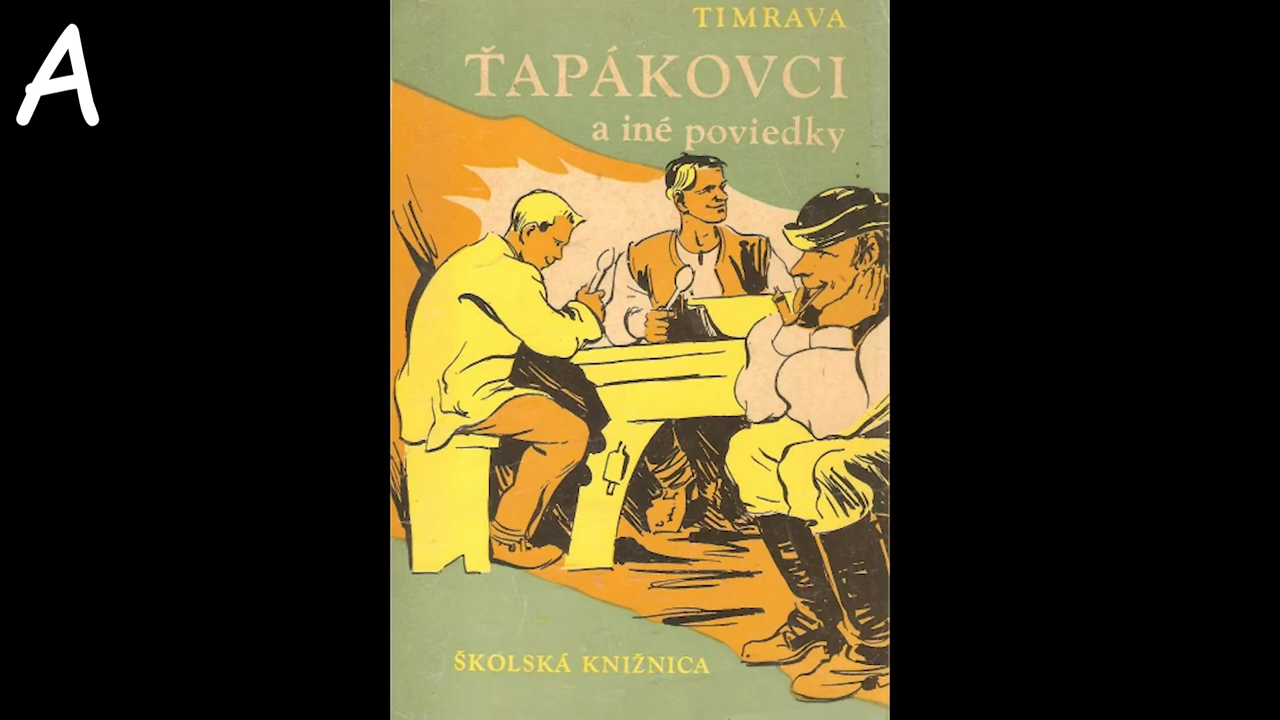 A
TIMRAVA
ŤAPÁKOVCI
a iné poviedky
ŠKOLSKÁ KNIŽNICA